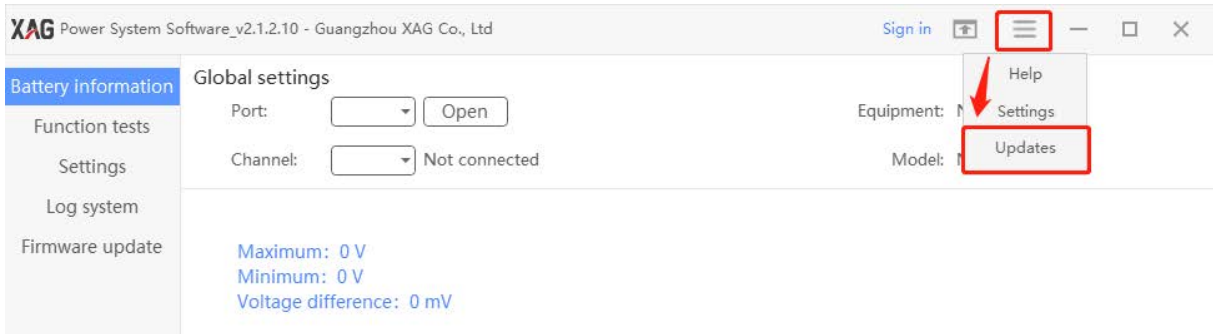 XAG Power System Software_v2.1.2.10 - Guangzhou XAG Co., Ltd Sign in
Battery information
Function tests
Settings
Log system
Firmware update
Global settings
Port: Open Equipment:
Channel: Not connected Model:
Help
Settings
Updates
Maximum: 0 V
Minimum: 0 V
Voltage difference: 0 mV